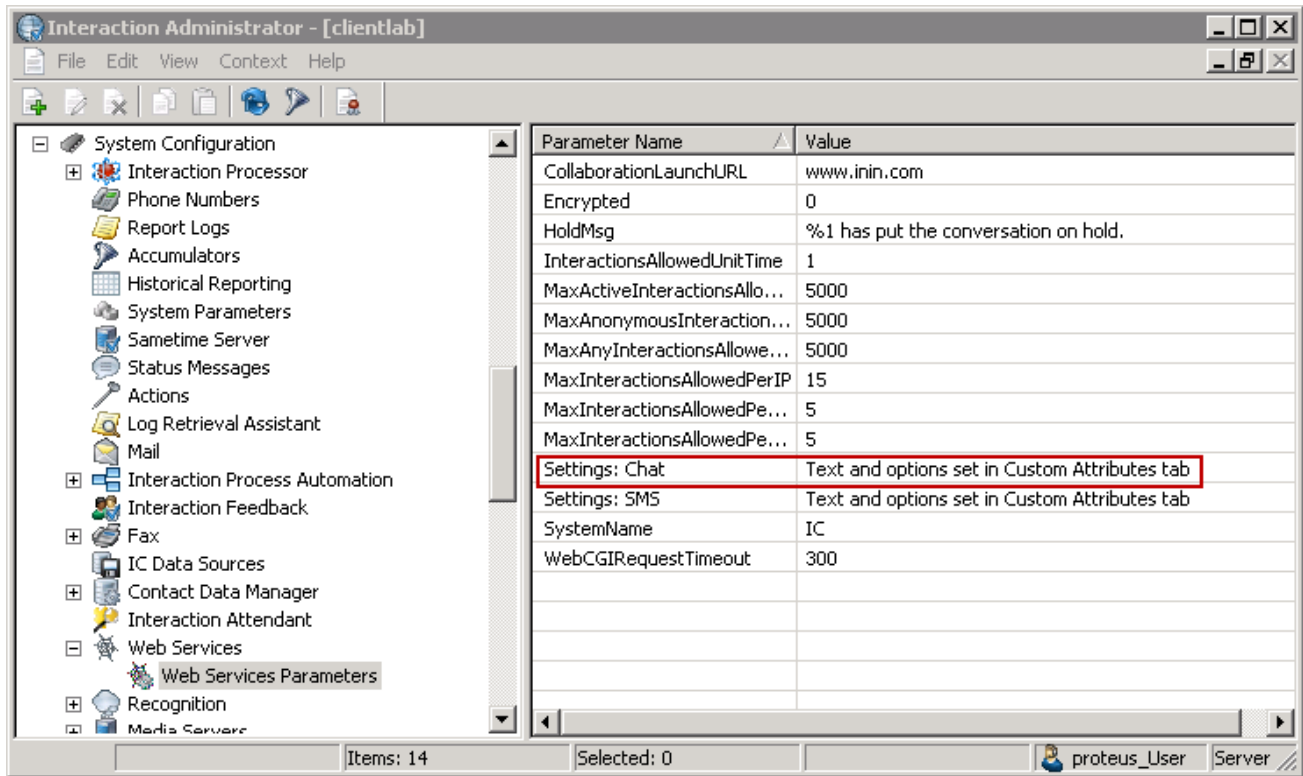 Interaction Administrator - [clientlab]
File Edit View Context Help
System Configuration
Interaction Processor
Phone Numbers
Report Logs
Accumulators
Historical Reporting
System Parameters
Sametime Server
Status Messages
Actions
Log Retrieval Assistant
Mail
Interaction Process Automation
Interaction Feedback
Fax
IC Data Sources
Contact Data Manager
Interaction Attendant
Web Services
Web Services Parameters
Recognition
Media Servers
Parameter Name Value
CollaborationLaunchURL www.inin.com
Encrypted 0
HoldMsg %1 has put the conversation on hold.
InteractionsAllowedUnitTime 1
MaxActiveInteractionsAllo... 5000
MaxAnonymousInteraction... 5000
MaxAnyInteractionsAllowe... 5000
MaxInteractionsAllowedPerIP 15
MaxInteractionsAllowedPe... 5
MaxInteractionsAllowedPe... 5
Settings: Chat Text and options set in Custom Attributes tab
Settings: SMS Text and options set in Custom Attributes tab
SystemName IC
WebCGIRequestTimeout 300
Items: 14 Selected: 0 proteus_User Server